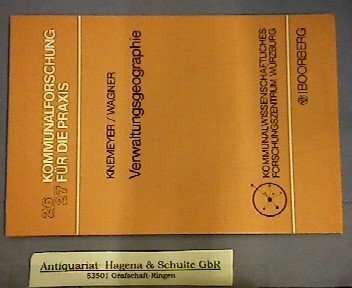 26
27
KOMMUNALFORSCHUNG
FÜR DIE PRAXIS
KNEMEYER / WAGNER
Verwaltungsgeographie
KOMMUNALWISSENSCHAFTLICHES
FORSCHUNGSZENTRUM WÜRZBURG
BOORBERG
Antiquariat Hagena & Schulte GbR
53501 Grafschaft-Ringen